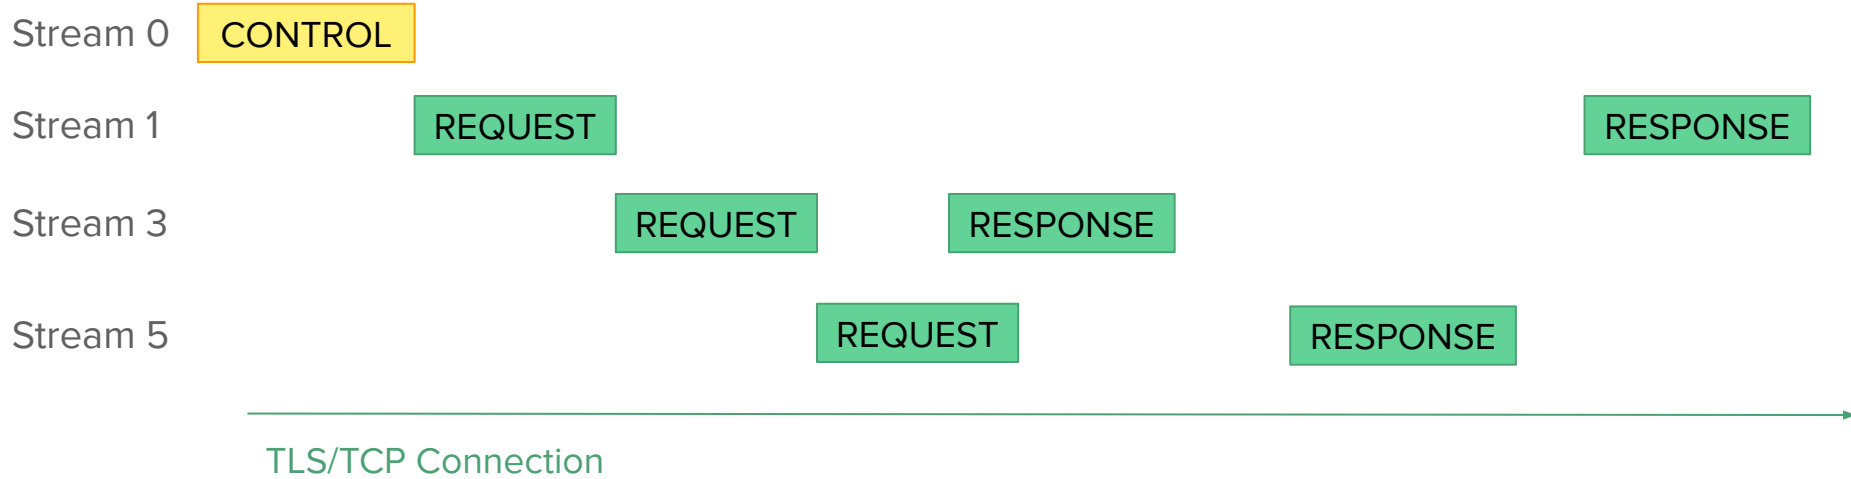 Stream 0 CONTROL
Stream 1 REQUEST RESPONSE
Stream 3 REQUEST RESPONSE
Stream 5 REQUEST RESPONSE
TLS/TCP Connection